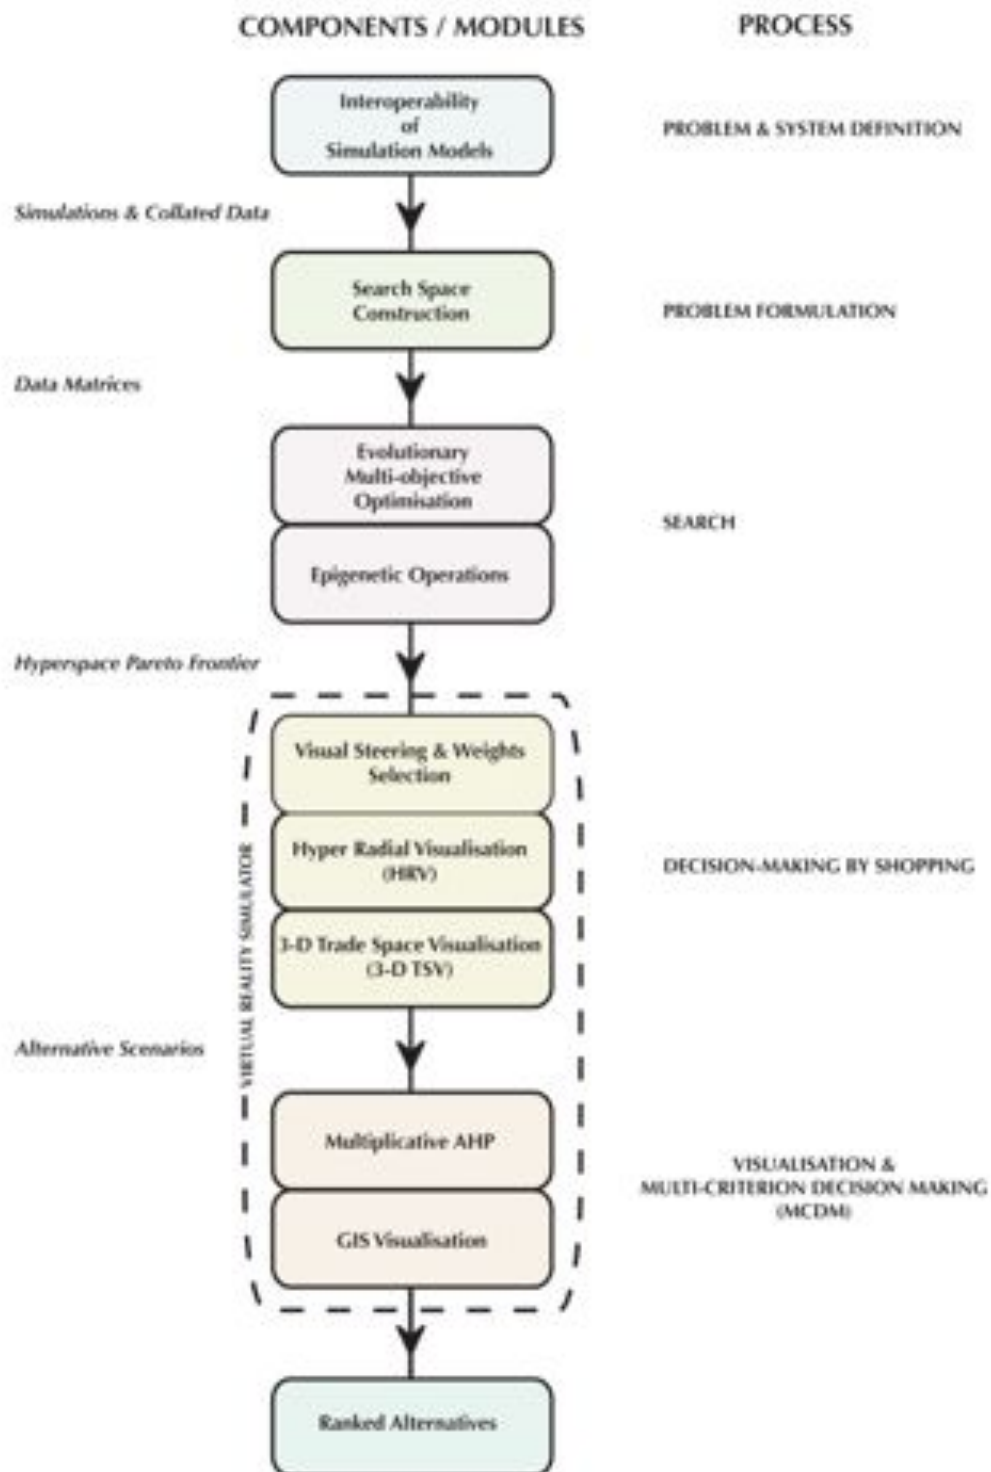 COMPONENTS / MODULES
PROCESS
Interoperability
of
Simulation Models
PROBLEM & SYSTEM DEFINITION
Simulations & Collated Data
Search Space
Construction
PROBLEM FORMULATION
Data Matrices
Evolutionary
Multi-objective
Optimisation
SEARCH
Epigenetic Operations
Hyperspace Pareto Frontier
Visual Steering & Weights
Selection
Hyper Radial Visualisation
(HRV)
DECISION-MAKING BY SHOPPING
3-D Trade Space Visualisation
(3-D TSV)
VIRTUAL REALITY SIMULATOR
Alternative Scenarios
Multiplicative AHP
VISUALISATION &
MULTI-CRITERION DECISION MAKING
(MCDM)
GIS Visualisation
Ranked Alternatives